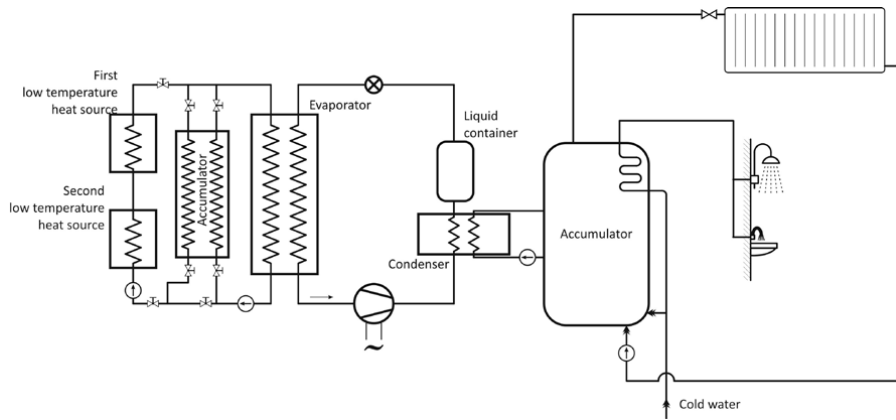 First
low temperature
heat source
Second
low temperature
heat source
Accumulator
Evaporator
Liquid
container
Condenser
Accumulator
Cold water
~